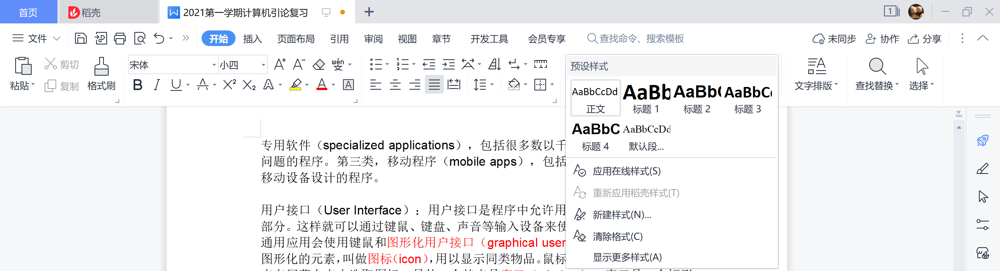 首页 稻壳 2021第一学期计算机引论复习 1
文件 开始 插入 页面布局 引用 审阅 视图 章节 开发工具 会员专享 查找命令、搜索模板 未同步 协作 分享
粘贴 剪切 复制 格式刷 宋体 小四 文字排版 查找替换 选择
预设样式
AaBbCcDd AaBb AaBb AaBbC
正文 标题 1 标题 2 标题 3
AaBbC AaBbCcDd
标题 4 默认段...
应用在线样式(S)
重新应用稻壳样式(T)
新建样式(N)...
清除格式(C)
显示更多样式(A)
专用软件（specialized applications），包括很多数以千
问题的程序。第三类，移动程序（mobile apps），包括
移动设备设计的程序。
用户接口（User Interface）：用户接口是程序中允许用
部分。这样就可以通过键鼠、键盘、声音等输入设备来使
通用应用会使用键鼠和图形化用户接口（graphical user
图形化的元素，叫做图标（icon），用以显示同类物品。鼠标